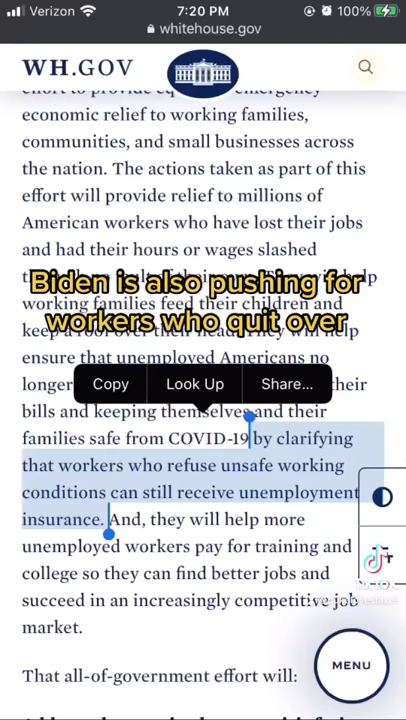 Verizon 7:20 PM 100%
whitehouse.gov
WH.GOV
economic relief to working families,
communities, and small businesses across
the nation. The actions taken as part of this
effort will provide relief to millions of
American workers who have lost their jobs
and had their hours or wages slashed
Biden is also pushing for
working families feed their children and
workers who quit over
ensure that unemployed Americans no
Copy Look Up Share...
bills and keeping themselves and their
families safe from COVID-19 by clarifying
that workers who refuse unsafe working
conditions can still receive unemployment
insurance. And, they will help more
unemployed workers pay for training and
college so they can find better jobs and
TikTok
succeed in an increasingly competitive job
market.
MENU
That all-of-government effort will: